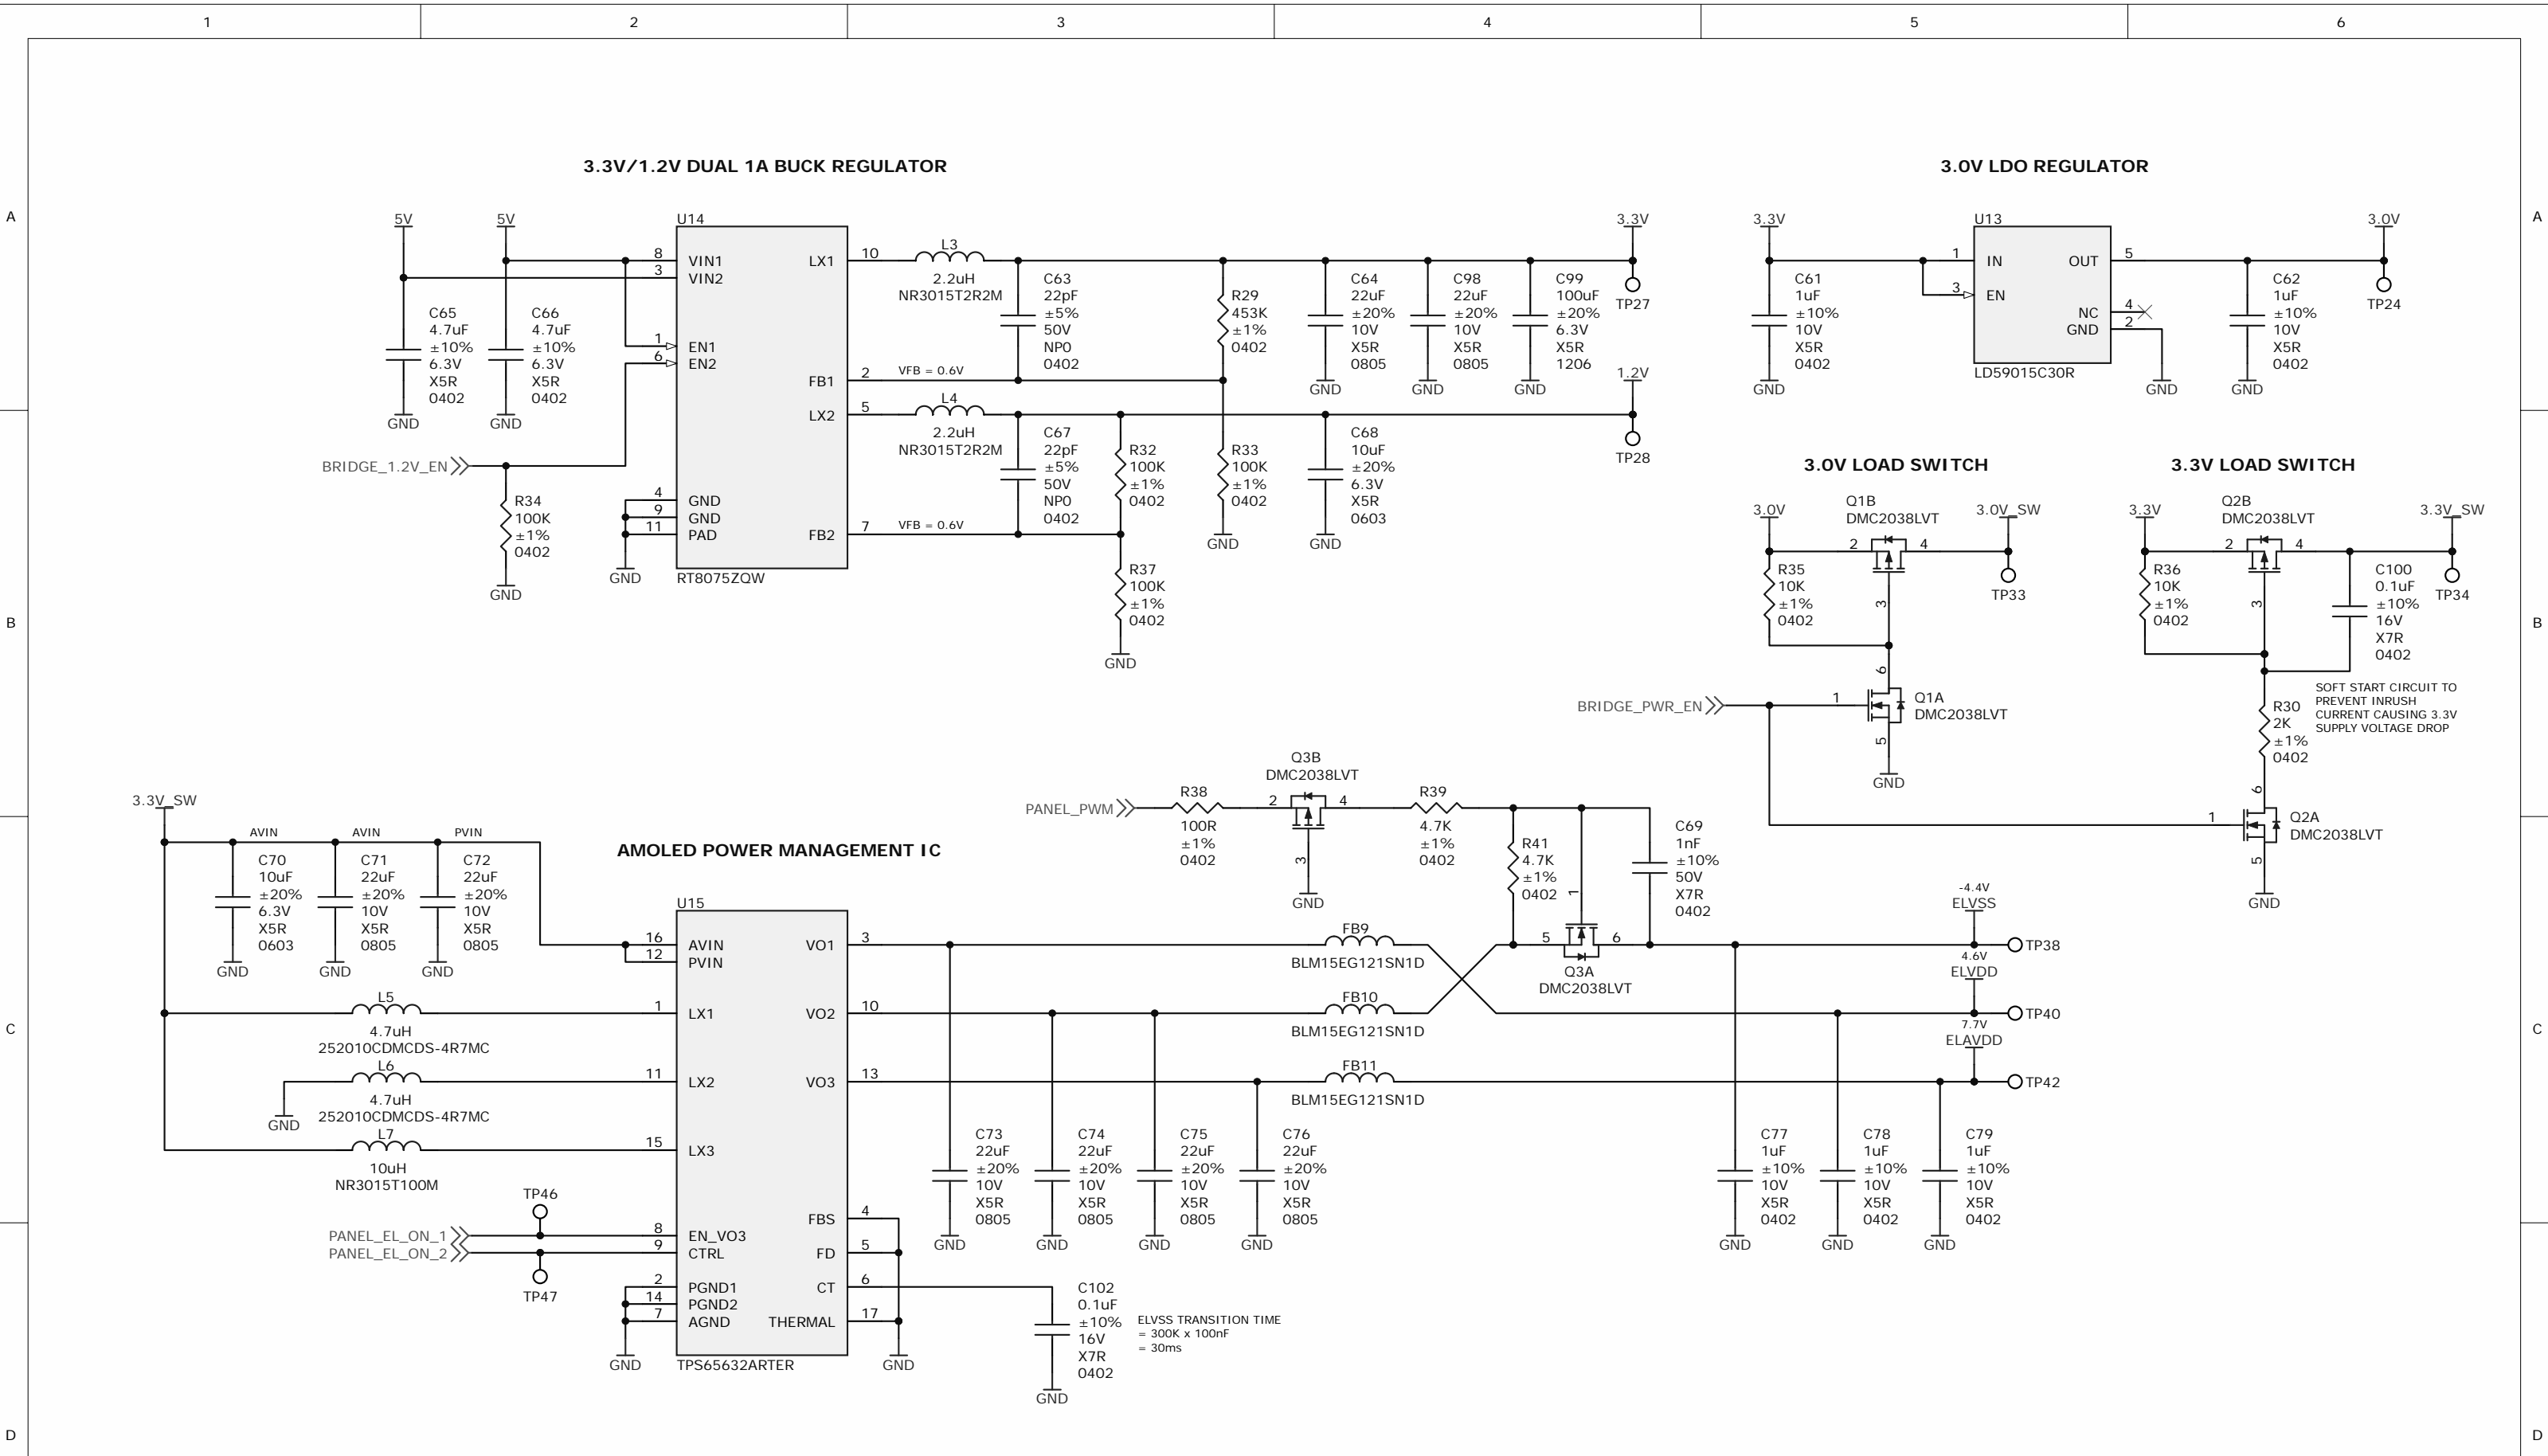 1
2
3
4
5
6
A
A
B
B
C
C
D
D
3.3V/1.2V DUAL 1A BUCK REGULATOR
5V
5V
C65
4.7uF
±10%
6.3V
X5R
0402
GND
C66
4.7uF
±10%
6.3V
X5R
0402
GND
BRIDGE_1.2V_EN
R34
100K
±1%
0402
GND
U14
8 VIN1
3 VIN2
1 EN1
6 EN2
4 GND
9 GND
11 PAD
GND
LX1 10
FB1 2
LX2 5
FB2 7
RT8075ZQW
L3
2.2uH
NR3015T2R2M
VFB = 0.6V
L4
2.2uH
NR3015T2R2M
VFB = 0.6V
C63
22pF
±5%
50V
NP0
0402
C67
22pF
±5%
50V
NP0
0402
R32
100K
±1%
0402
R37
100K
±1%
0402
GND
R29
453K
±1%
0402
R33
100K
±1%
0402
GND
C64
22uF
±20%
10V
X5R
0805
GND
C98
22uF
±20%
10V
X5R
0805
GND
C99
100uF
±20%
6.3V
X5R
1206
GND
C68
10uF
±20%
6.3V
X5R
0603
GND
3.3V
TP27
1.2V
TP28
3.0V LDO REGULATOR
3.3V
C61
1uF
±10%
10V
X5R
0402
GND
U13
1 IN
3 EN
OUT 5
NC 4
GND 2
LD59015C30R
GND
C62
1uF
±10%
10V
X5R
0402
GND
3.0V
TP24
3.0V LOAD SWITCH
Q1B
DMC2038LVT
3.0V
3.0V_SW
2
4
3
R35
10K
±1%
0402
TP33
6
BRIDGE_PWR_EN
1
Q1A
DMC2038LVT
5
GND
3.3V LOAD SWITCH
Q2B
DMC2038LVT
3.3V
3.3V_SW
2
4
3
R36
10K
±1%
0402
C100
0.1uF
±10%
16V
X7R
0402
TP34
SOFT START CIRCUIT TO
PREVENT INRUSH
CURRENT CAUSING 3.3V
SUPPLY VOLTAGE DROP
R30
2K
±1%
0402
6
1
Q2A
DMC2038LVT
5
GND
3.3V_SW
AVIN
AVIN
PVIN
C70
10uF
±20%
6.3V
X5R
0603
GND
C71
22uF
±20%
10V
X5R
0805
GND
C72
22uF
±20%
10V
X5R
0805
GND
AMOLED POWER MANAGEMENT IC
L5
4.7uH
252010CDMCDS-4R7MC
L6
4.7uH
252010CDMCDS-4R7MC
GND
L7
10uH
NR3015T100M
TP46
PANEL_EL_ON_1
PANEL_EL_ON_2
TP47
U15
16 AVIN
12 PVIN
1 LX1
11 LX2
15 LX3
8 EN_VO3
9 CTRL
2 PGND1
14 PGND2
7 AGND
GND
VO1 3
VO2 10
VO3 13
FBS 4
FD 5
CT 6
THERMAL 17
GND
TPS65632ARTER
PANEL_PWM
R38
100R
±1%
0402
Q3B
DMC2038LVT
2
4
3
GND
R39
4.7K
±1%
0402
R41
4.7K
±1%
0402
1
C69
1nF
±10%
50V
X7R
0402
5
6
Q3A
DMC2038LVT
FB9
BLM15EG121SN1D
FB10
BLM15EG121SN1D
FB11
BLM15EG121SN1D
-4.4V
ELVSS
TP38
4.6V
ELVDD
TP40
7.7V
ELAVDD
TP42
C73
22uF
±20%
10V
X5R
0805
GND
C74
22uF
±20%
10V
X5R
0805
GND
C75
22uF
±20%
10V
X5R
0805
GND
C76
22uF
±20%
10V
X5R
0805
GND
C77
1uF
±10%
10V
X5R
0402
GND
C78
1uF
±10%
10V
X5R
0402
GND
C79
1uF
±10%
10V
X5R
0402
GND
C102
0.1uF
±10%
16V
X7R
0402
GND
ELVSS TRANSITION TIME
= 300K x 100nF
= 30ms